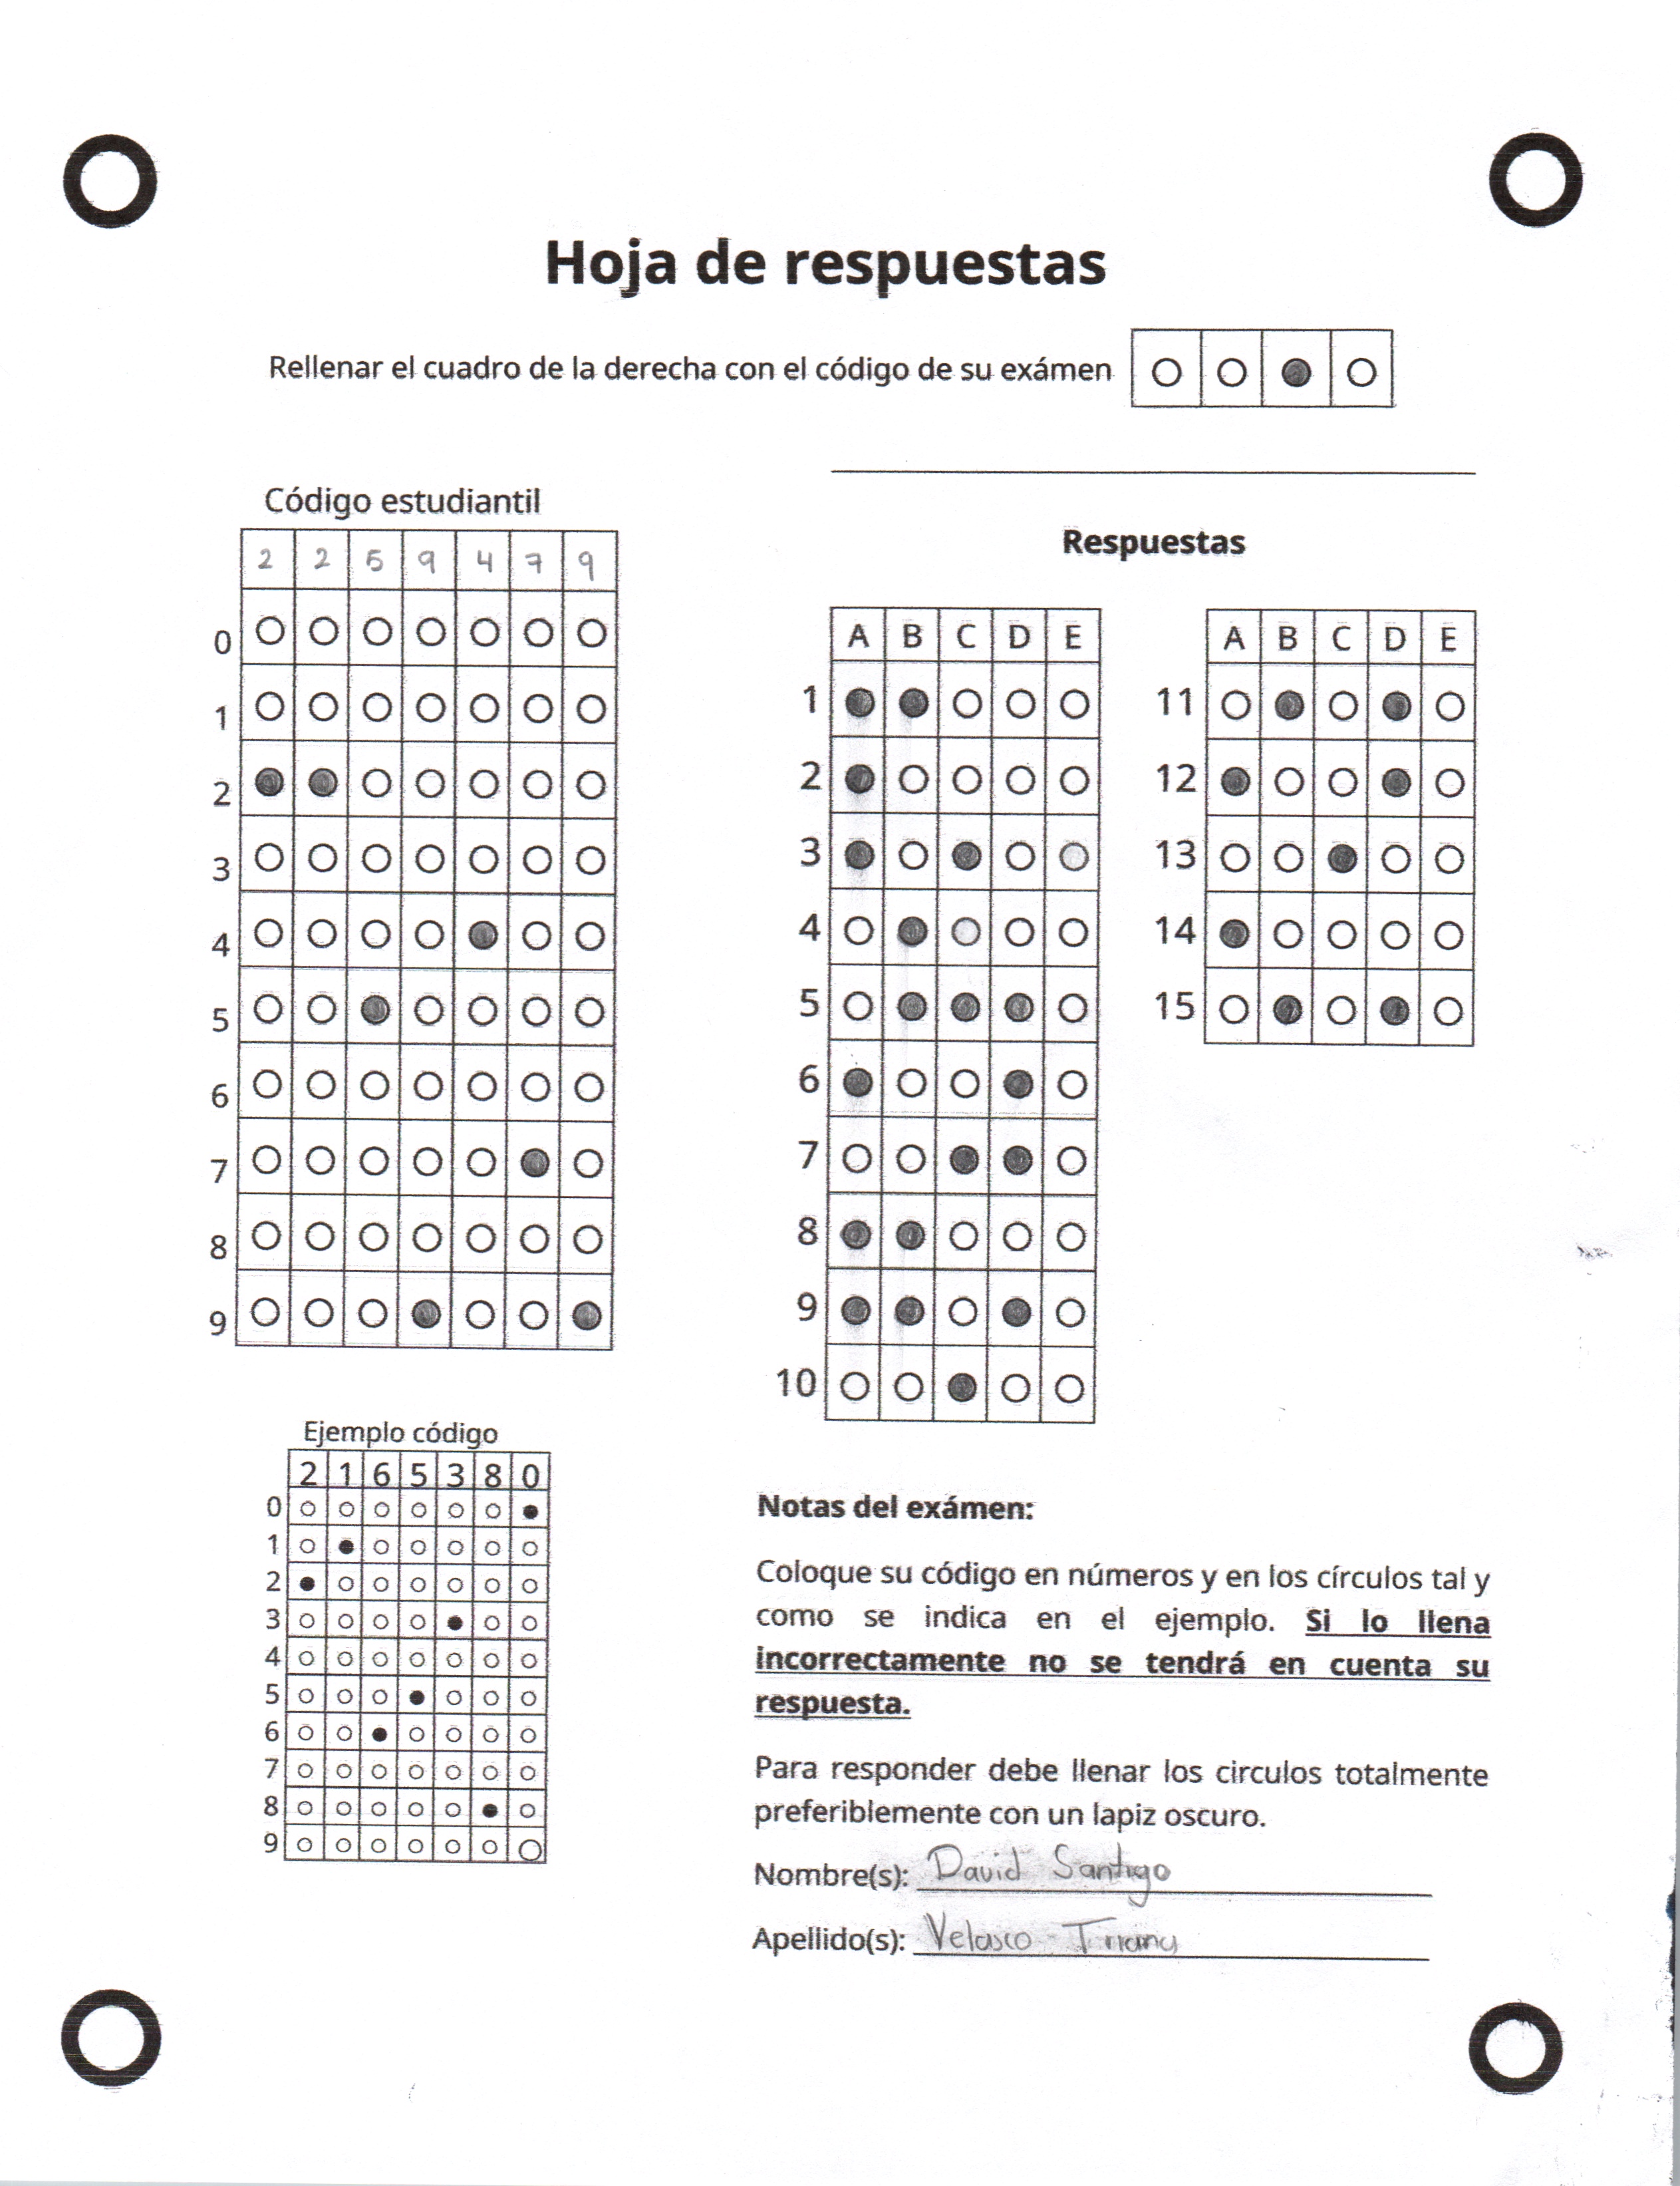 Hoja de respuestas
Rellenar el cuadro de la derecha con el código de su exámen
Código estudiantil
2 2 5 9 4 7 9
0
1
2
3
4
5
6
7
8
9
Respuestas
A B C D E
1
2
3
4
5
6
7
8
9
10
A B C D E
11
12
13
14
15
Ejemplo código
2 1 6 5 3 8 0
0
1
2
3
4
5
6
7
8
9
Notas del exámen:
Coloque su código en números y en los círculos tal y
como se indica en el ejemplo. Si lo llena
incorrectamente no se tendrá en cuenta su
respuesta.
Para responder debe llenar los circulos totalmente
preferiblemente con un lapiz oscuro.
Nombre(s): David Santigo
Apellido(s): Velasco Triana